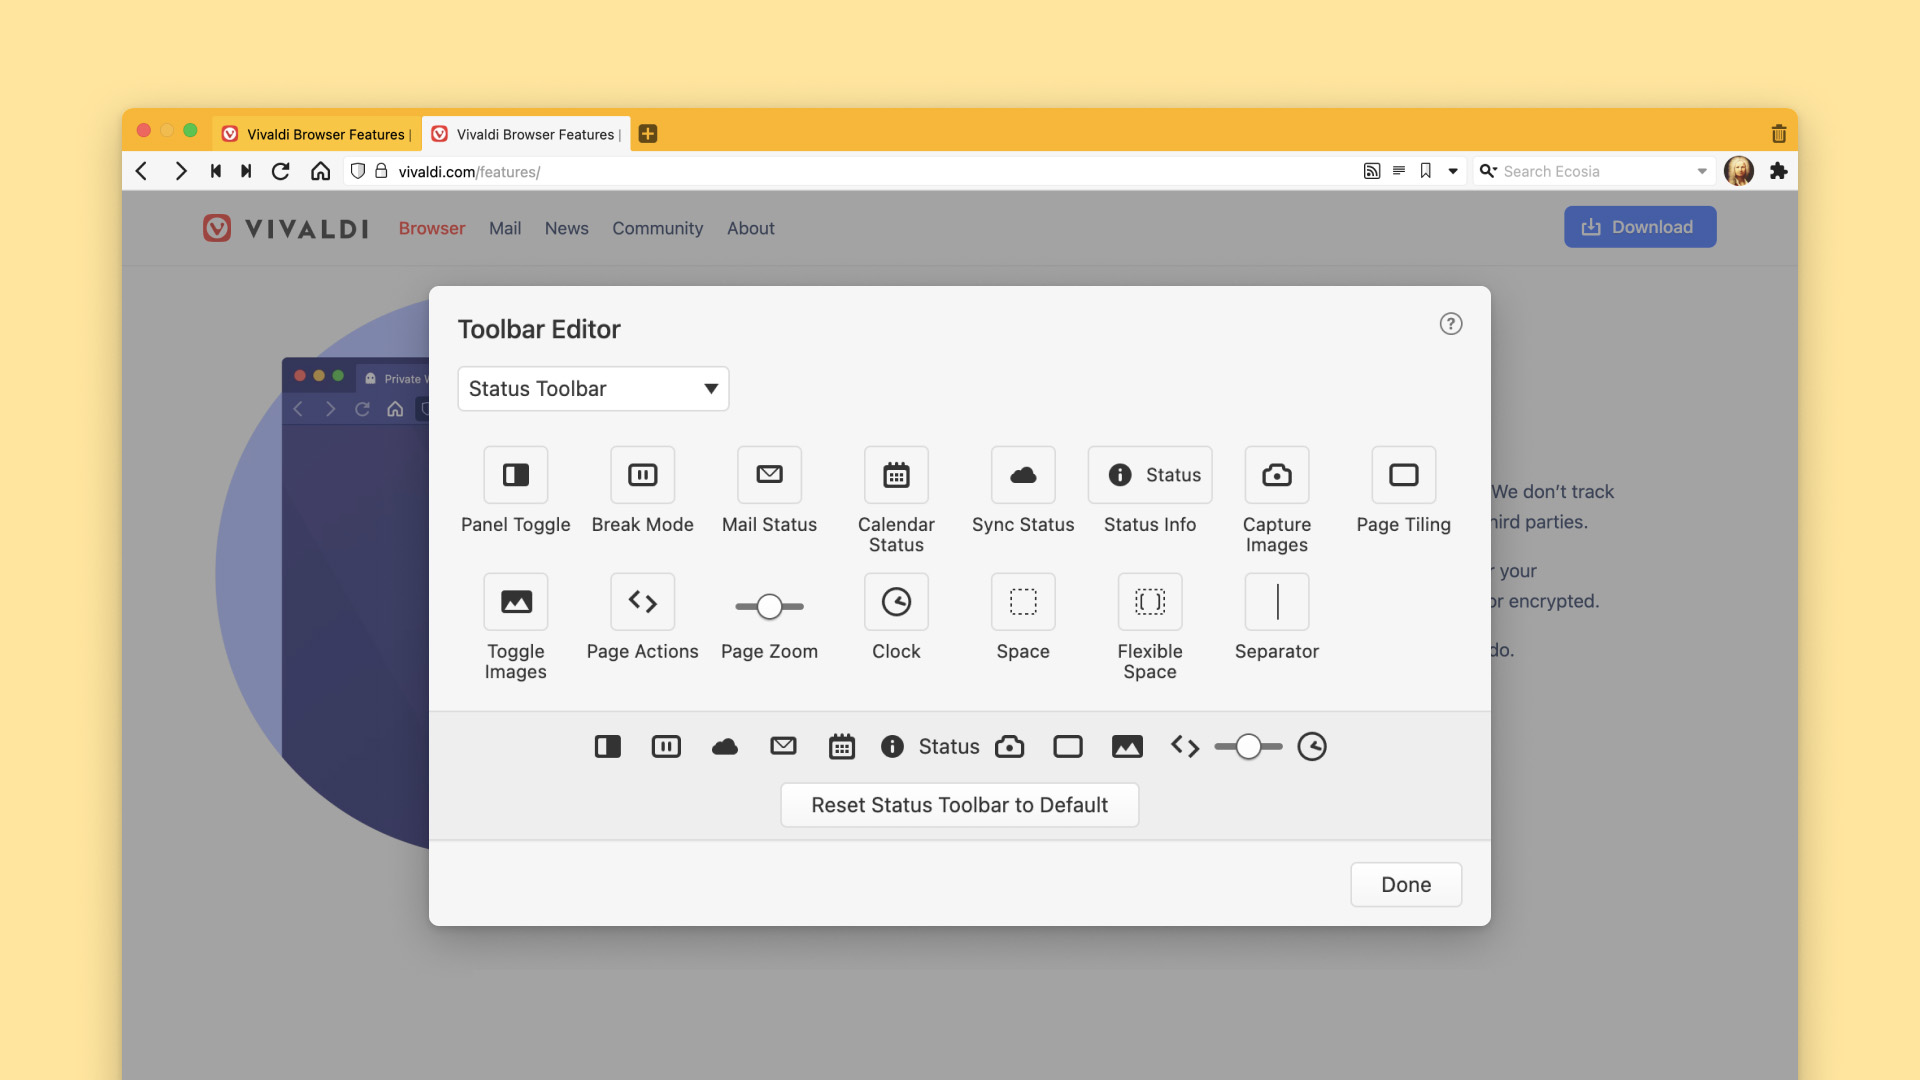 Vivaldi Browser Features |
Vivaldi Browser Features |
vivaldi.com/features/
Search Ecosia
VIVALDI
Browser
Mail
News
Community
About
Download
Private W
Toolbar Editor
?
Status Toolbar
We don’t track
hird parties.
your
or encrypted.
do.
Status
Panel Toggle
Break Mode
Mail Status
Calendar
Status
Sync Status
Status Info
Capture
Images
Page Tiling
Toggle
Images
Page Actions
Page Zoom
Clock
Space
Flexible
Space
Separator
Status
Reset Status Toolbar to Default
Done